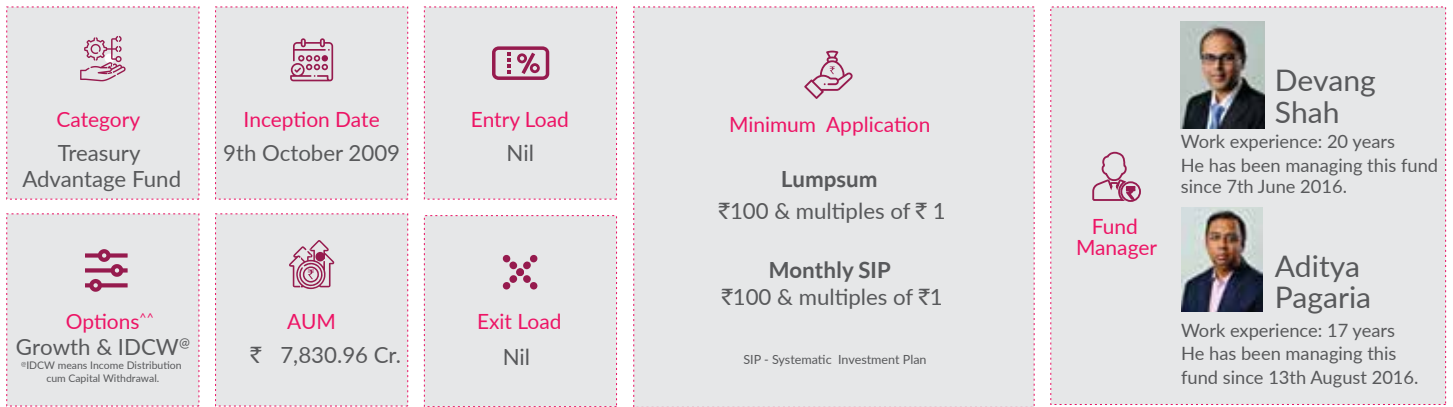 Category
Treasury
Advantage Fund
Inception Date
9th October 2009
%
Entry Load
Nil
Options^^
Growth & IDCW@
@IDCW means Income Distribution
cum Capital Withdrawal.
₹
AUM
₹ 7,830.96 Cr.
Exit Load
Nil
₹
Minimum Application
Lumpsum
₹100 & multiples of ₹ 1
Monthly SIP
₹100 & multiples of ₹1
SIP - Systematic Investment Plan
₹
Fund
Manager
Devang
Shah
Work experience: 20 years
He has been managing this fund
since 7th June 2016.
Aditya
Pagaria
Work experience: 17 years
He has been managing this
fund since 13th August 2016.